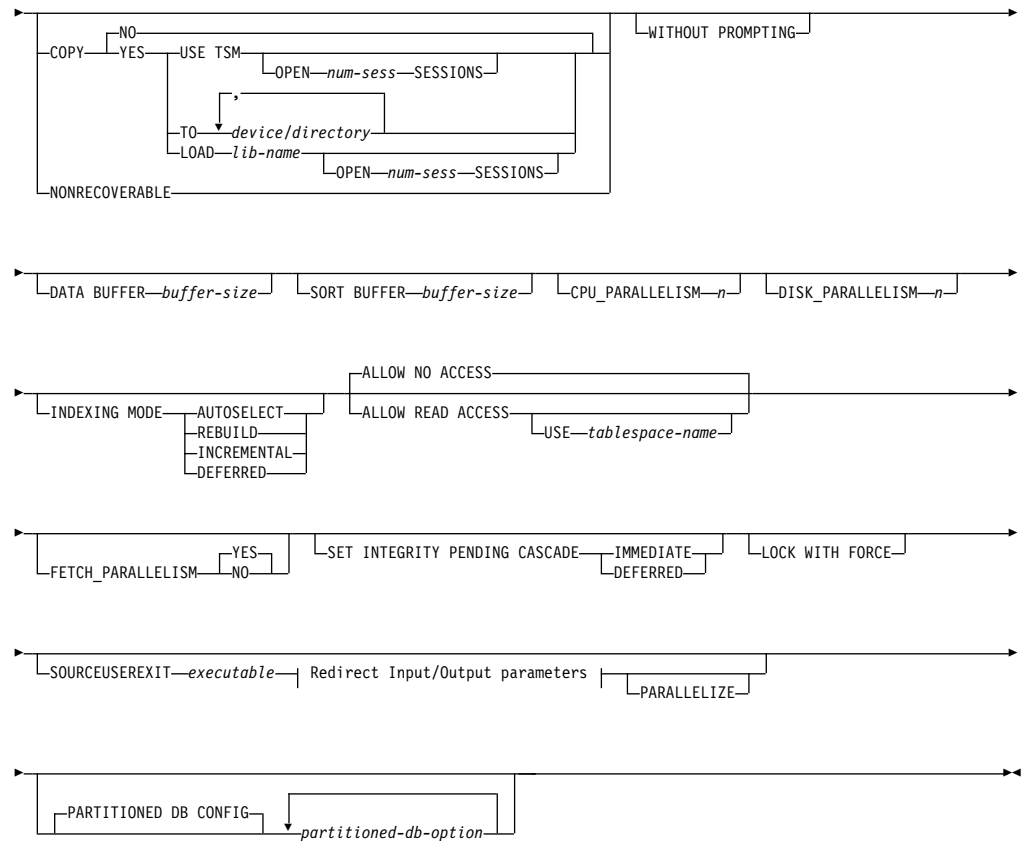 NO
COPY YES USE TSM WITHOUT PROMPTING
OPEN num-sess SESSIONS
,
TO device/directory
LOAD lib-name
OPEN num-sess SESSIONS
NONRECOVERABLE
DATA BUFFER buffer-size SORT BUFFER buffer-size CPU_PARALLELISM n DISK_PARALLELISM n
ALLOW NO ACCESS
INDEXING MODE AUTOSELECT ALLOW READ ACCESS
REBUILD USE tablespace-name
INCREMENTAL
DEFERRED
YES SET INTEGRITY PENDING CASCADE IMMEDIATE LOCK WITH FORCE
FETCH_PARALLELISM NO DEFERRED
SOURCEUSEREXIT executable Redirect Input/Output parameters
PARALLELIZE
PARTITIONED DB CONFIG
partitioned-db-option